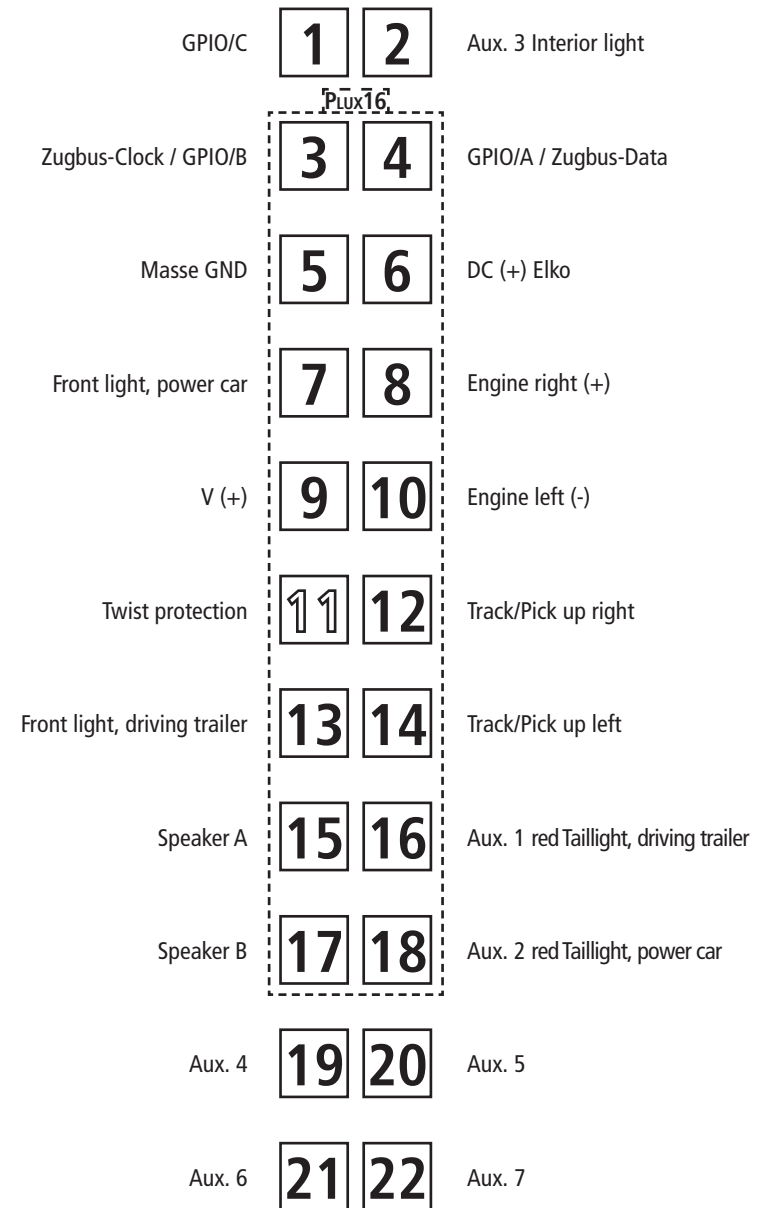 GPIO/C 1 2 Aux. 3 Interior light
PLUX16
Zugbus-Clock / GPIO/B 3 4 GPIO/A / Zugbus-Data
Masse GND 5 6 DC (+) Elko
Front light, power car 7 8 Engine right (+)
V (+) 9 10 Engine left (-)
Twist protection 11 12 Track/Pick up right
Front light, driving trailer 13 14 Track/Pick up left
Speaker A 15 16 Aux. 1 red Taillight, driving trailer
Speaker B 17 18 Aux. 2 red Taillight, power car
Aux. 4 19 20 Aux. 5
Aux. 6 21 22 Aux. 7